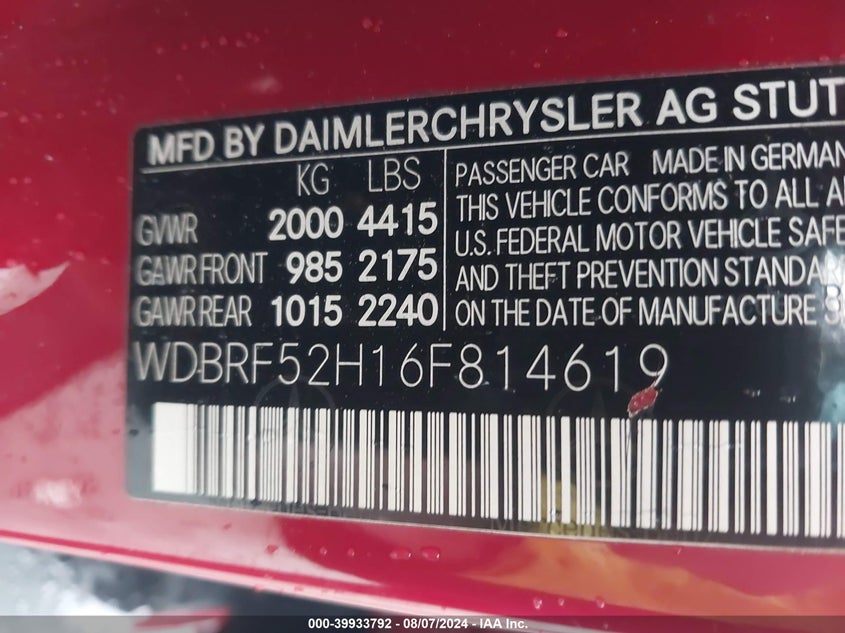 MFD BY DAIMLERCHRYSLER AG STUT
KG LBS
GVWR 2000 4415
GAWR FRONT 985 2175
GAWR REAR 1015 2240
PASSENGER CAR MADE IN GERMAN
THIS VEHICLE CONFORMS TO ALL A
U.S. FEDERAL MOTOR VEHICLE SAFE
AND THEFT PREVENTION STANDAR
ON THE DATE OF MANUFACTURE
WDBRF52H16F814619
000-39933792 - 08/07/2024 - IAA Inc.